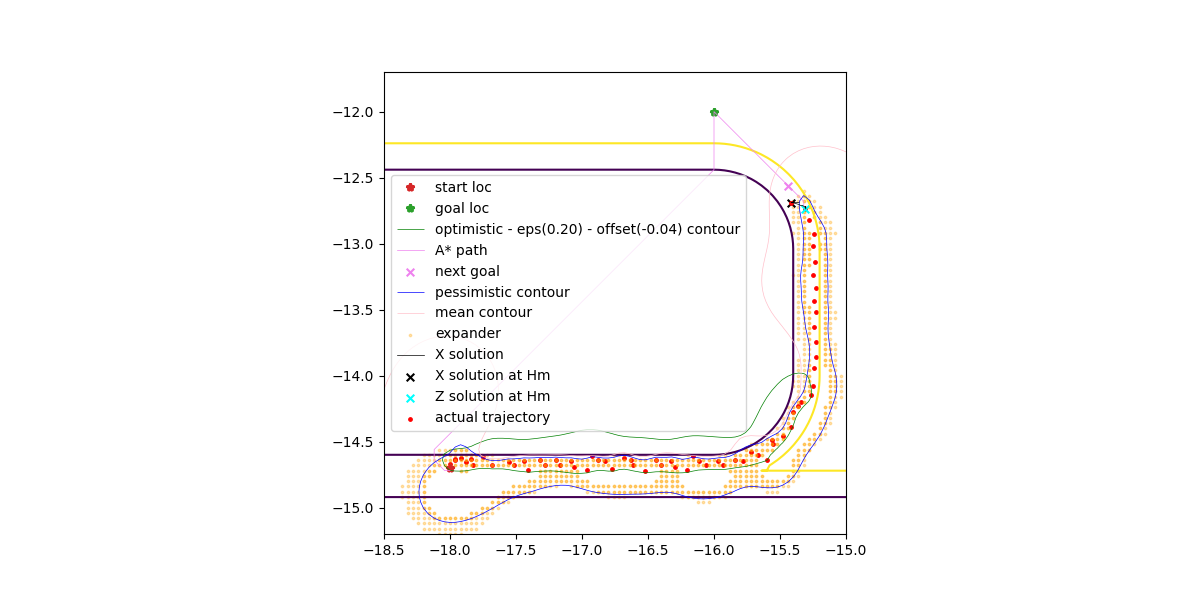 −12.0
−12.5
−13.0
−13.5
−14.0
−14.5
−15.0
start loc
goal loc
optimistic - eps(0.20) - offset(-0.04) contour
A* path
next goal
pessimistic contour
mean contour
expander
X solution
X solution at Hm
Z solution at Hm
actual trajectory
−18.5 −18.0 −17.5 −17.0 −16.5 −16.0 −15.5 −15.0